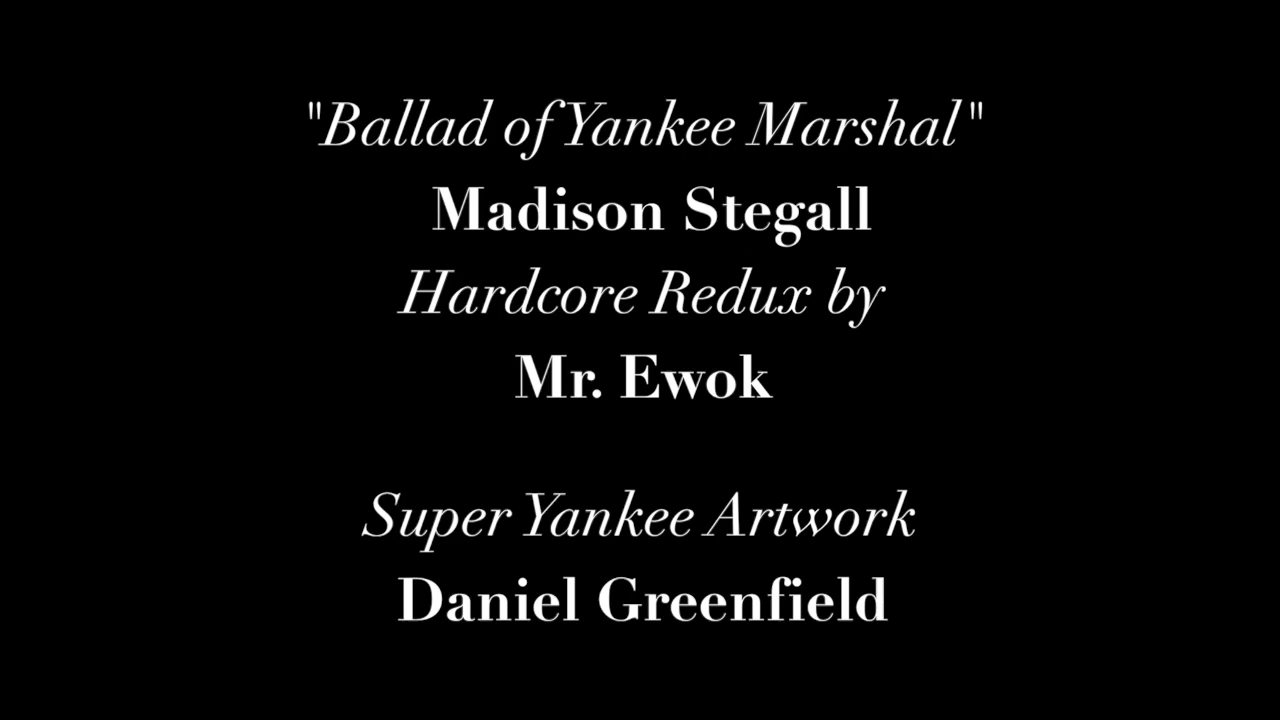 "Ballad of Yankee Marshal"
Madison Stegall
Hardcore Redux by
Mr. Ewok
Super Yankee Artwork
Daniel Greenfield